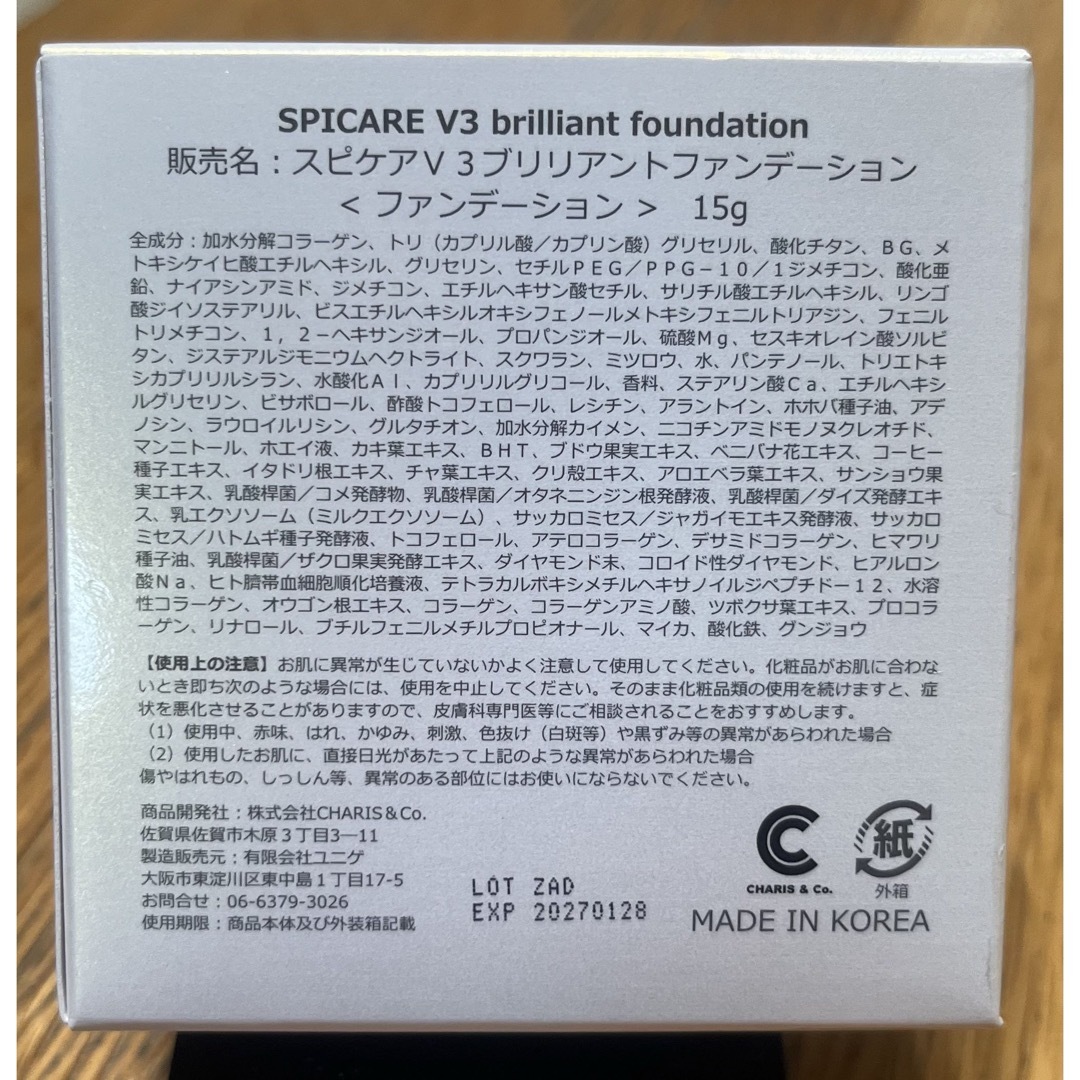 SPICARE V3 brilliant foundation
販売名：スピケアＶ３ブリリアントファンデーション
＜ ファンデーション ＞　15g
全成分：加水分解コラーゲン、トリ（カプリル酸／カプリン酸）グリセリル、酸化チタン、ＢＧ、メ
トキシケイヒ酸エチルヘキシル、グリセリン、セチルＰＥＧ／ＰＰＧ－10／1ジメチコン、酸化亜
鉛、ナイアシンアミド、ジメチコン、エチルヘキサン酸セチル、サリチル酸エチルヘキシル、リンゴ
酸ジイソステアリル、ビスエチルヘキシルオキシフェノールメトキシフェニルトリアジン、フェニル
トリメチコン、１，２－ヘキサンジオール、プロパンジオール、硫酸Ｍｇ、セスキオレイン酸ソルビ
タン、ジステアルジモニウムヘクトライト、スクワラン、ミツロウ、水、パンテノール、トリエトキ
シカプリリルシラン、水酸化Ａｌ、カプリリルグリコール、香料、ステアリン酸Ｃａ、エチルヘキシ
ルグリセリン、ビサボロール、酢酸トコフェロール、レシチン、アラントイン、ホホバ種子油、アデ
ノシン、ラウロイルリシン、グルタチオン、加水分解カイメン、ニコチンアミドモノヌクレオチド、
マンニトール、ホエイ液、カキ葉エキス、ＢＨＴ、ブドウ果実エキス、ベニバナ花エキス、コーヒー
種子エキス、イタドリ根エキス、チャ葉エキス、クリ殻エキス、アロエベラ葉エキス、サンショウ果
実エキス、乳酸桿菌／コメ発酵物、乳酸桿菌／オタネニンジン根発酵液、乳酸桿菌／ダイズ発酵エキ
ス、乳エクソソーム（ミルクエクソソーム）、サッカロミセス／ジャガイモエキス発酵液、サッカロ
ミセス／ハトムギ種子発酵液、トコフェロール、アテロコラーゲン、デサミドコラーゲン、ヒマワリ
種子油、乳酸桿菌／ザクロ果実発酵エキス、ダイヤモンド末、コロイド性ダイヤモンド、ヒアルロン
酸Ｎａ、ヒト臍帯血細胞順化培養液、テトラカルボキシメチルヘキサノイルジペプチドー12、水溶
性コラーゲン、オウゴン根エキス、コラーゲン、コラーゲンアミノ酸、ツボクサ葉エキス、プロコラ
ーゲン、リナロール、ブチルフェニルメチルプロピオナール、マイカ、酸化鉄、グンジョウ
【使用上の注意】お肌に異常が生じていないかよく注意して使用してください。化粧品がお肌に合わな
いとき即ち次のような場合には、使用を中止してください。そのまま化粧品類の使用を続けますと、症
状を悪化させることがありますので、皮膚科専門医等にご相談されることをおすすめします。
（1）使用中、赤味、はれ、かゆみ、刺激、色抜け（白斑等）や黒ずみ等の異常があらわれた場合
（2）使用したお肌に、直接日光があたって上記のような異常があらわれた場合
傷やはれもの、しっしん等、異常のある部位にはお使いにならないでください。
商品開発社：株式会社CHARIS＆Co.
佐賀県佐賀市木原３丁目3―11
製造販売元：有限会社ユニゲ
大阪市東淀川区東中島１丁目17-5
お問合せ：06-6379-3026
使用期限：商品本体及び外装箱記載
LOT ZAD
EXP 20270128
CHARIS & Co.
紙
外箱
MADE IN KOREA